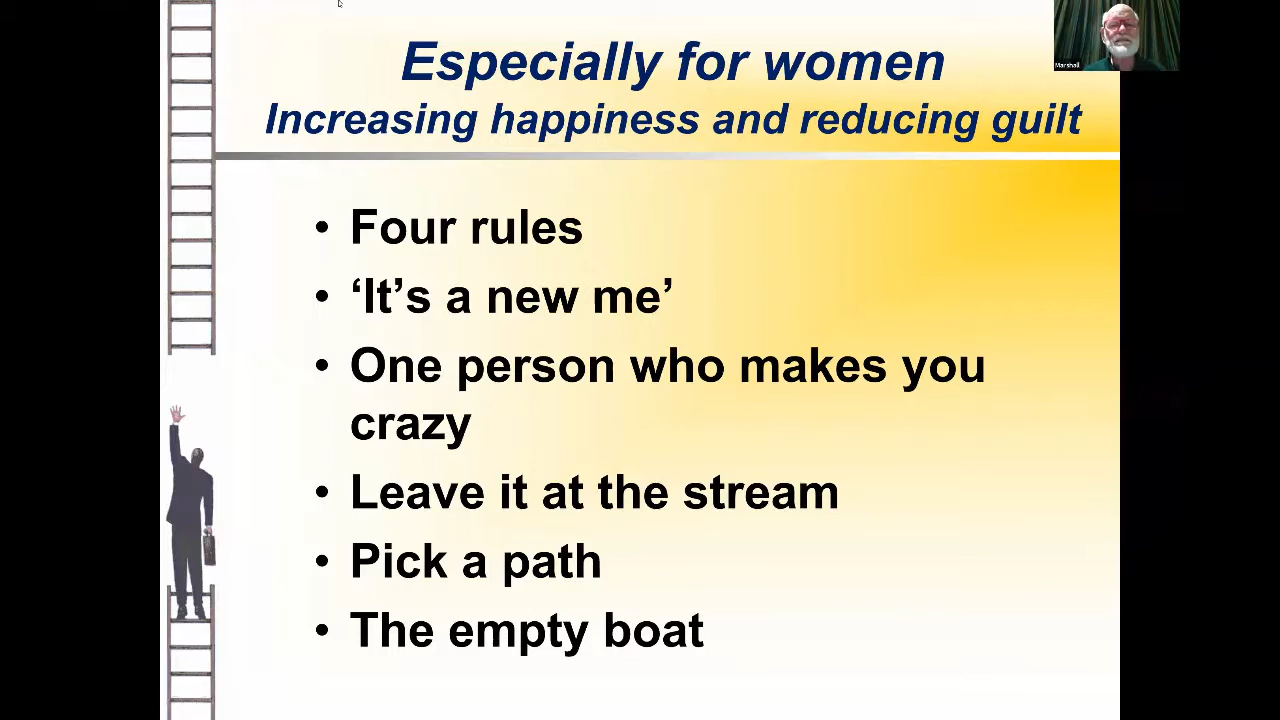 Especially for women
Increasing happiness and reducing guilt
Marshall
• Four rules
• ‘It’s a new me’
• One person who makes you
crazy
• Leave it at the stream
• Pick a path
• The empty boat